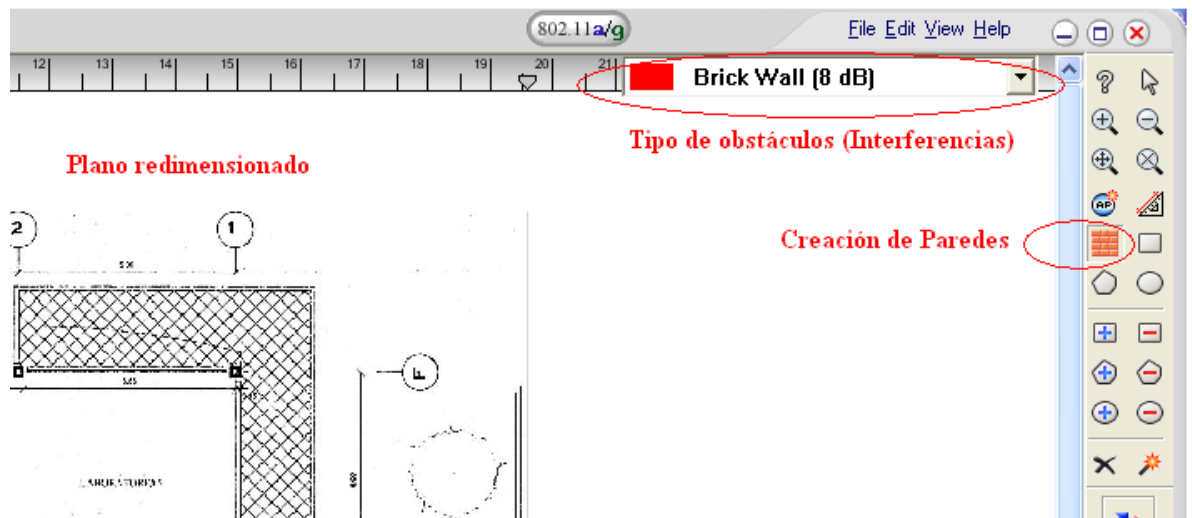 802.11a/g
File Edit View Help
12 13 14 15 16 17 18 19 20 21
Brick Wall (8 dB)
Tipo de obstáculos (Interferencias)
Plano redimensionado
AP
2 1
Creación de Paredes
F